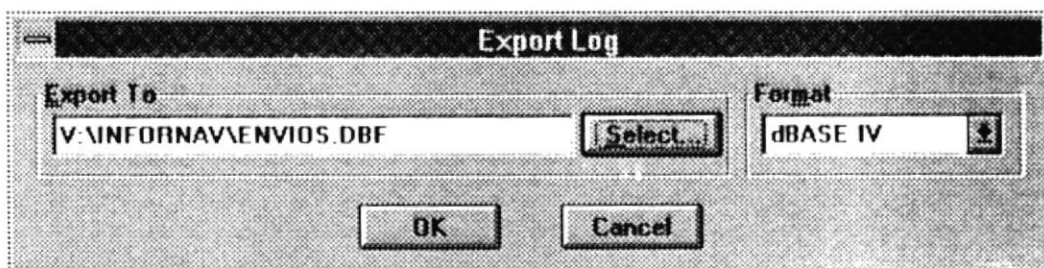 Export Log
Export To
Format
V:\INFORNAV\ENVIOS.DBF
Select...
dBASE IV
OK
Cancel